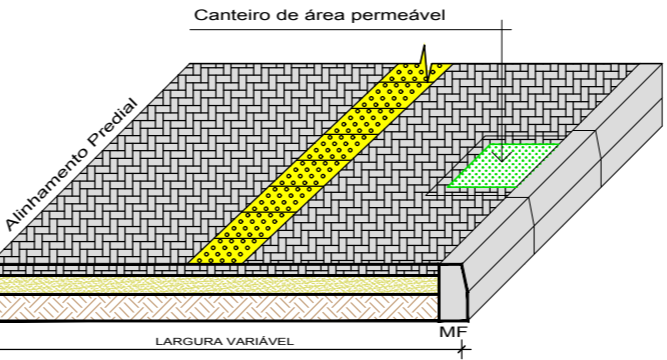 Canteiro de área permeável
Alinhamento Predial
MF
LARGURA VARIÁVEL